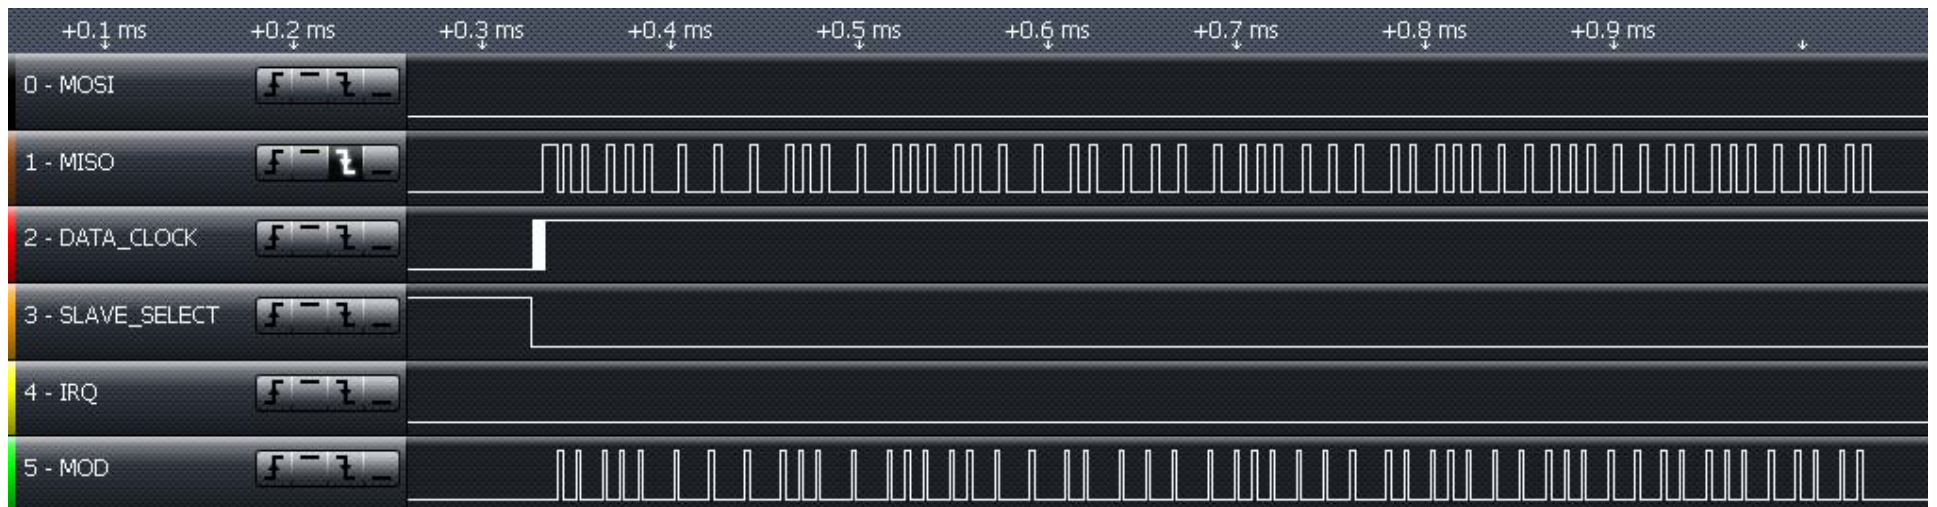 +0.1 ms +0.2 ms +0.3 ms +0.4 ms +0.5 ms +0.6 ms +0.7 ms +0.8 ms +0.9 ms
0 - MOSI
1 - MISO
2 - DATA_CLOCK
3 - SLAVE_SELECT
4 - IRQ
5 - MOD